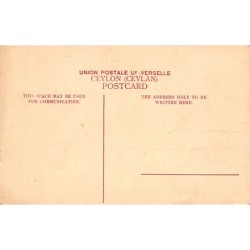 UNION POSTALE UNIVERSELLE
CEYLON (CEYLAN)
POSTCARD
THIS SPACE MAY BE USED
FOR COMMUNICATION.
THE ADDRESS ONLY TO BE
WRITTEN HERE.